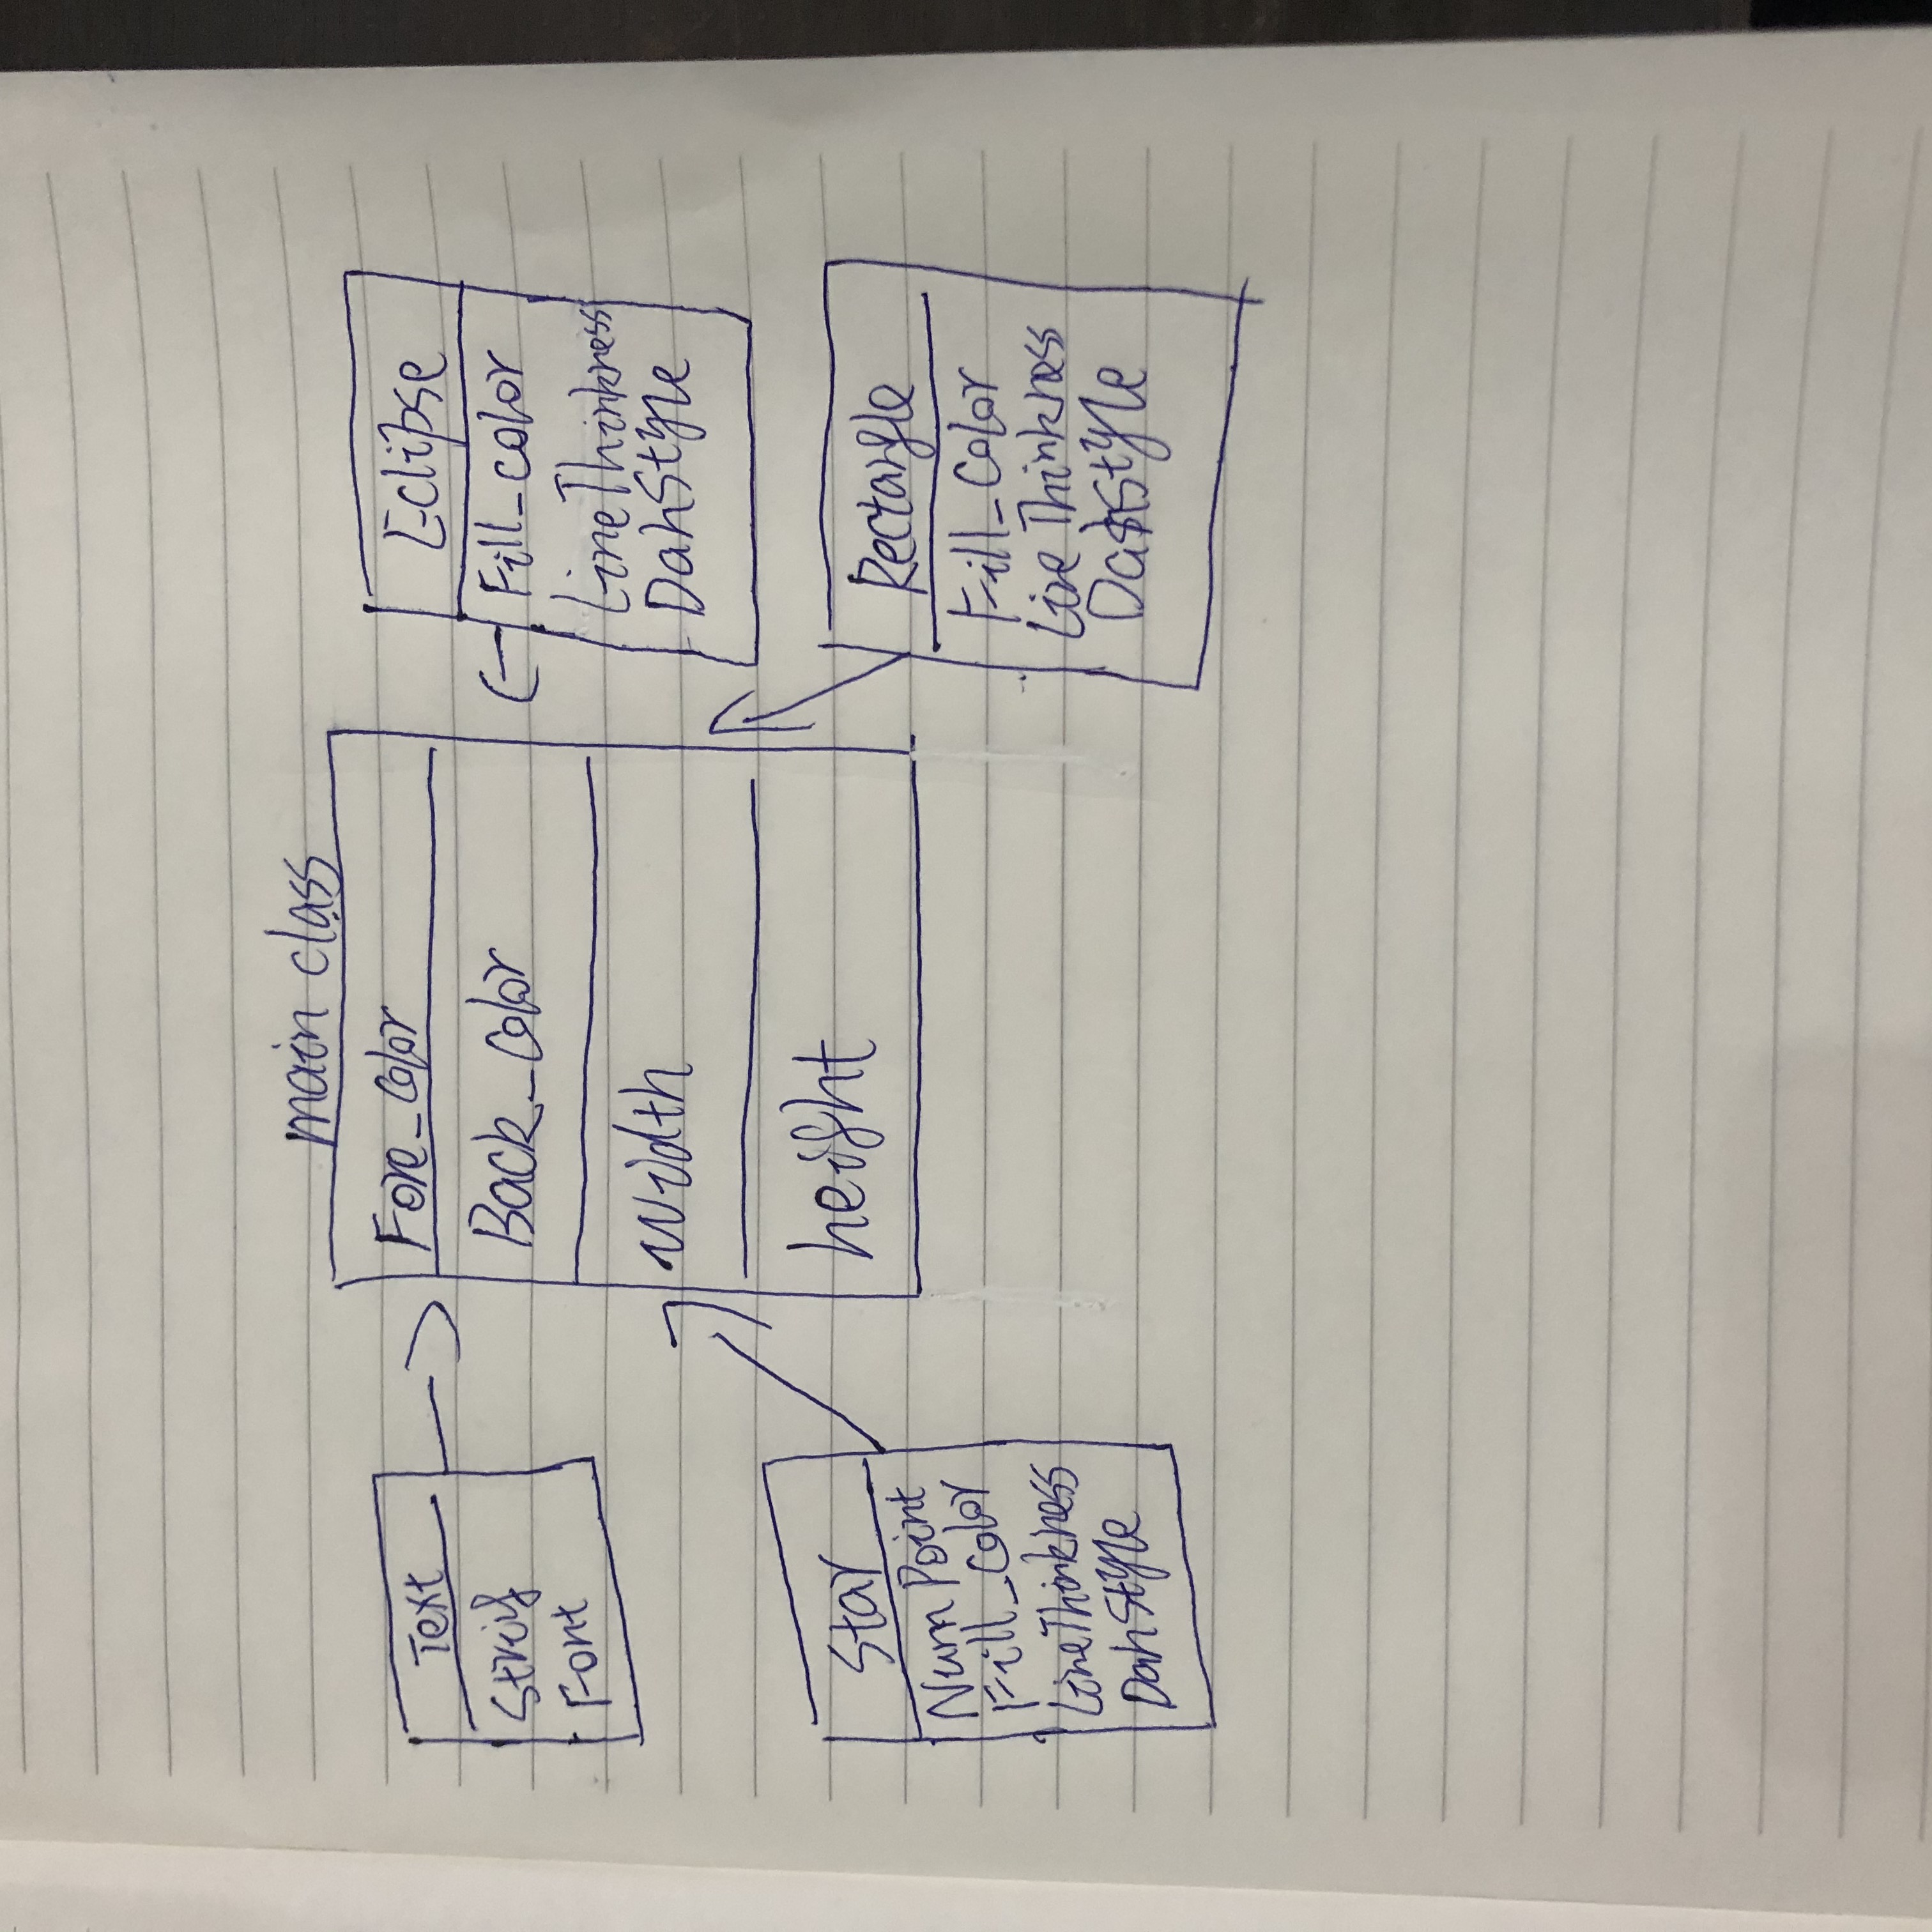 main class
Fore_Color
Back_Color
Width
height
Text
String
Font
Star
Num Point
Fill_Color
LineThinkness
DahStyle
Eclipse
Fill_color
LineThinkness
DahStyle
Rectangle
Fill_Color
Line Thinkness
DashStyle